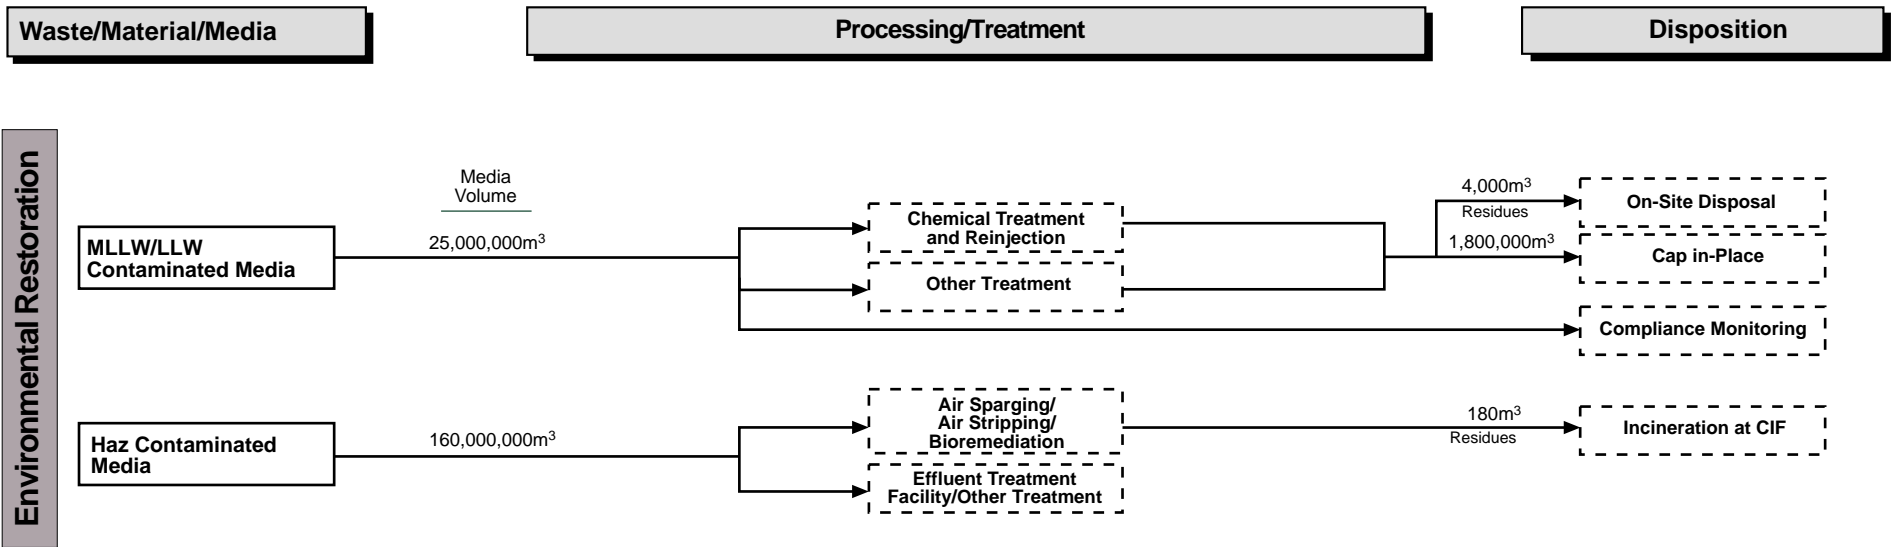 Waste/Material/Media
Processing/Treatment
Disposition
Environmental Restoration
Media
Volume
MLLW/LLW
Contaminated Media
25,000,000m³
Chemical Treatment
and Reinjection
Other Treatment
4,000m³
Residues
1,800,000m³
On-Site Disposal
Cap in-Place
Compliance Monitoring
Haz Contaminated
Media
160,000,000m³
Air Sparging/
Air Stripping/
Bioremediation
Effluent Treatment
Facility/Other Treatment
180m³
Residues
Incineration at CIF